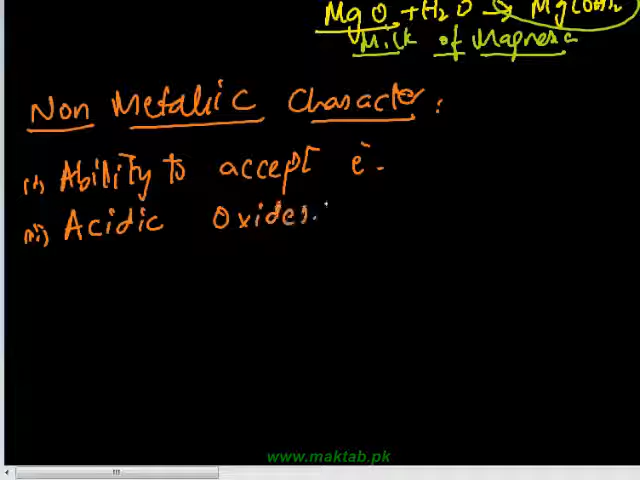 MgO + H2O → Mg(OH)2
Milk of Magnesia
Non Metallic Character :
(i) Ability to accept e⁻.
(ii) Acidic Oxides.
www.maktab.pk